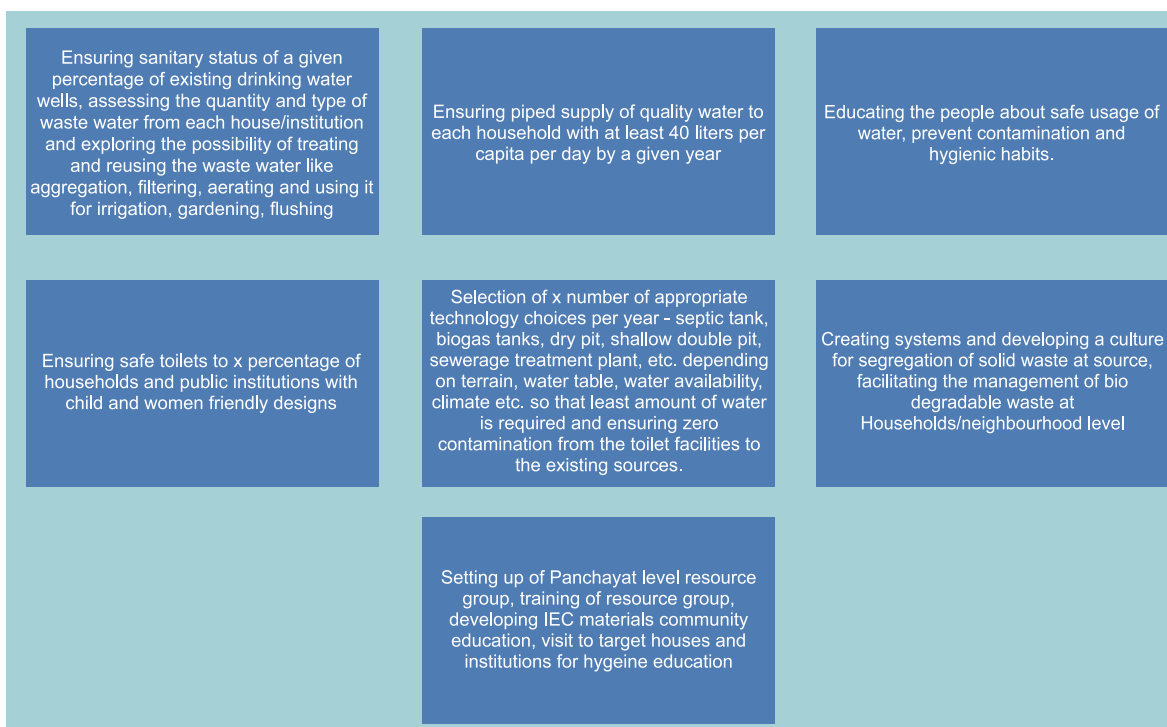 Ensuring sanitary status of a given
percentage of existing drinking water
wells, assessing the quantity and type of
waste water from each house/institution
and exploring the possibility of treating
and reusing the waste water like
aggregation, filtering, aerating and using it
for irrigation, gardening, flushing
Ensuring piped supply of quality water to
each household with at least 40 liters per
capita per day by a given year
Educating the people about safe usage of
water, prevent contamination and
hygienic habits.
Ensuring safe toilets to x percentage of
households and public institutions with
child and women friendly designs
Selection of x number of appropriate
technology choices per year - septic tank,
biogas tanks, dry pit, shallow double pit,
sewerage treatment plant, etc. depending
on terrain, water table, water availability,
climate etc. so that least amount of water
is required and ensuring zero
contamination from the toilet facilities to
the existing sources.
Creating systems and developing a culture
for segregation of solid waste at source,
facilitating the management of bio
degradable waste at
Households/neighbourhood level
Setting up of Panchayat level resource
group, training of resource group,
developing IEC materials community
education, visit to target houses and
institutions for hygeine education